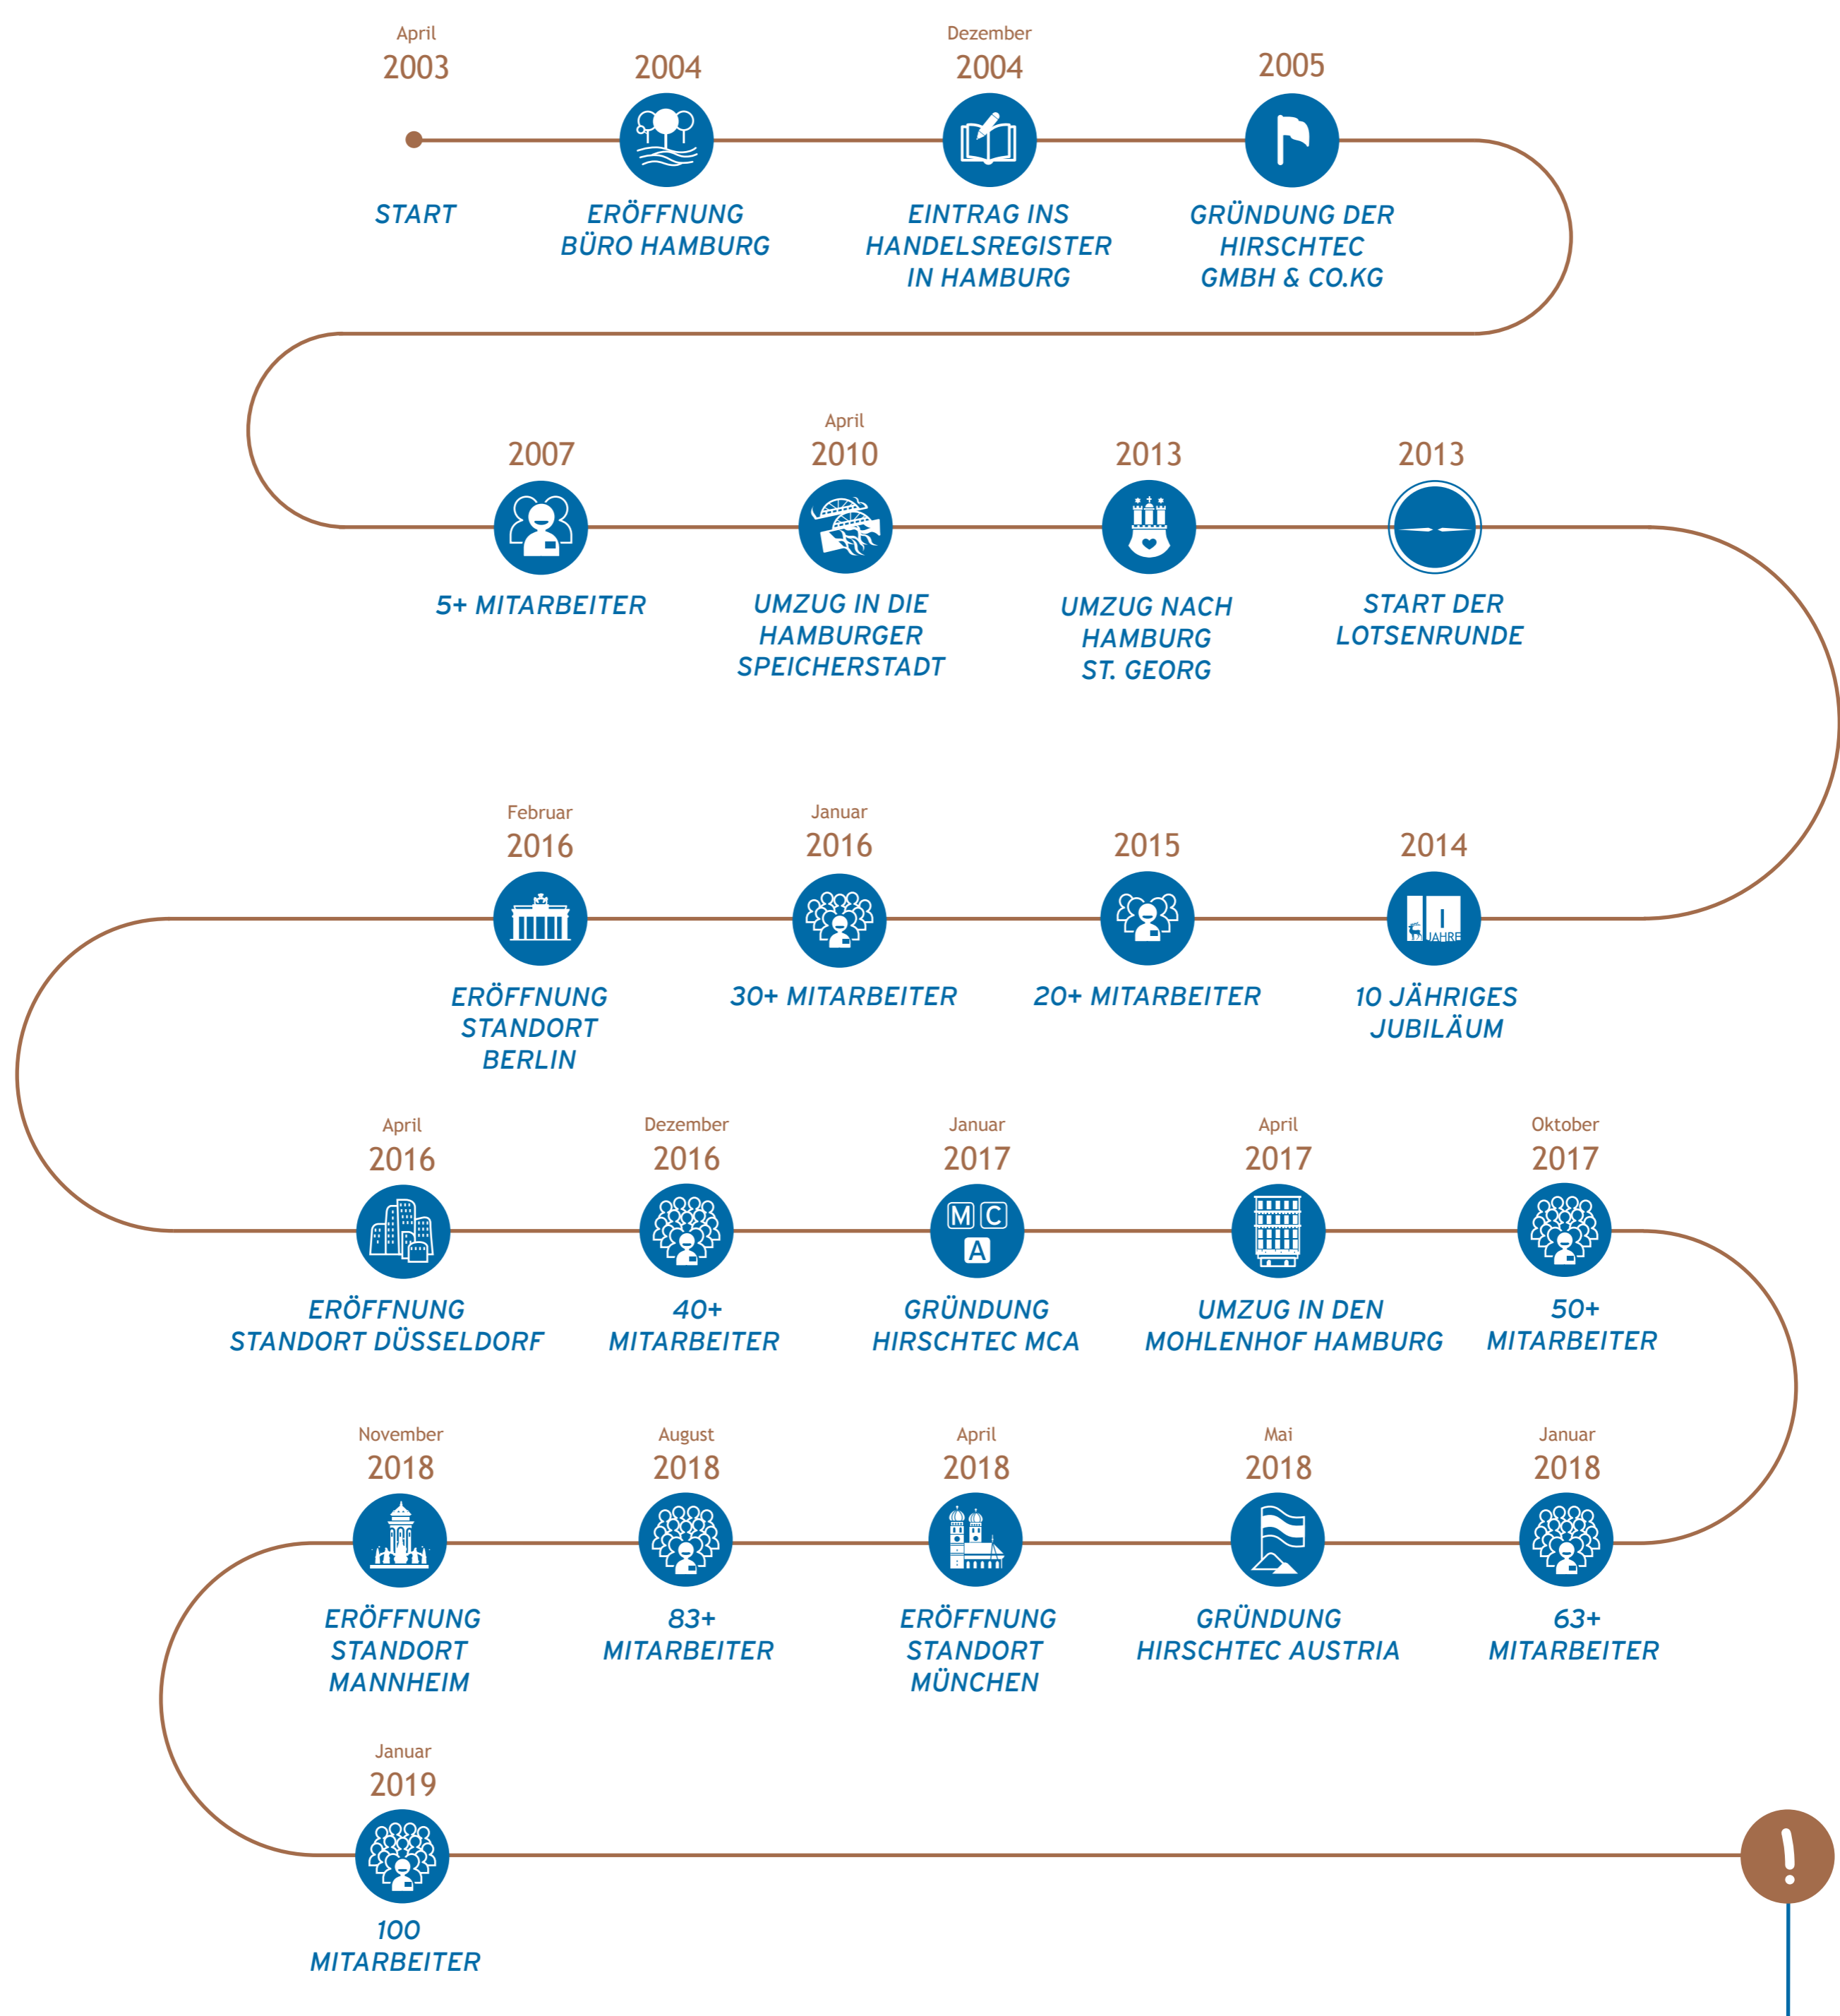 April
2003
START
2004
ERÖFFNUNG
BÜRO HAMBURG
Dezember
2004
EINTRAG INS
HANDELSREGISTER
IN HAMBURG
2005
GRÜNDUNG DER
HIRSCHTEC
GMBH & CO.KG
2007
5+ MITARBEITER
April
2010
UMZUG IN DIE
HAMBURGER
SPEICHERSTADT
2013
UMZUG NACH
HAMBURG
ST. GEORG
2013
START DER
LOTSENRUNDE
Februar
2016
ERÖFFNUNG
STANDORT
BERLIN
Januar
2016
30+ MITARBEITER
2015
20+ MITARBEITER
2014
JAHRE
10 JÄHRIGES
JUBILÄUM
April
2016
ERÖFFNUNG
STANDORT DÜSSELDORF
Dezember
2016
40+
MITARBEITER
Januar
2017
M C
A
GRÜNDUNG
HIRSCHTEC MCA
April
2017
UMZUG IN DEN
MOHLENHOF HAMBURG
Oktober
2017
50+
MITARBEITER
November
2018
ERÖFFNUNG
STANDORT
MANNHEIM
August
2018
83+
MITARBEITER
April
2018
ERÖFFNUNG
STANDORT
MÜNCHEN
Mai
2018
GRÜNDUNG
HIRSCHTEC AUSTRIA
Januar
2018
63+
MITARBEITER
Januar
2019
100
MITARBEITER
!